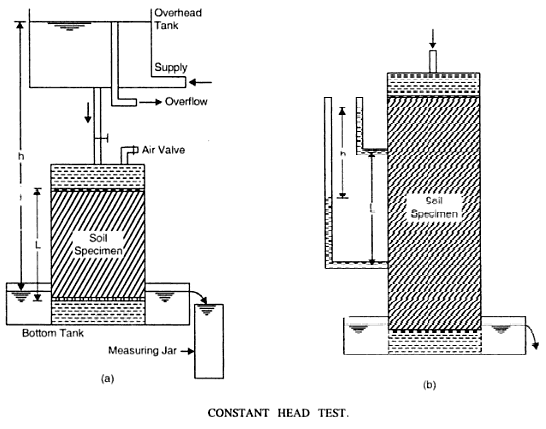 Overhead
Tank
Supply
Overflow
Air Valve
h
L
Soil
Specimen
Bottom Tank
Measuring Jar
(a)
h
L
Soil
Specimen
(b)
CONSTANT HEAD TEST.